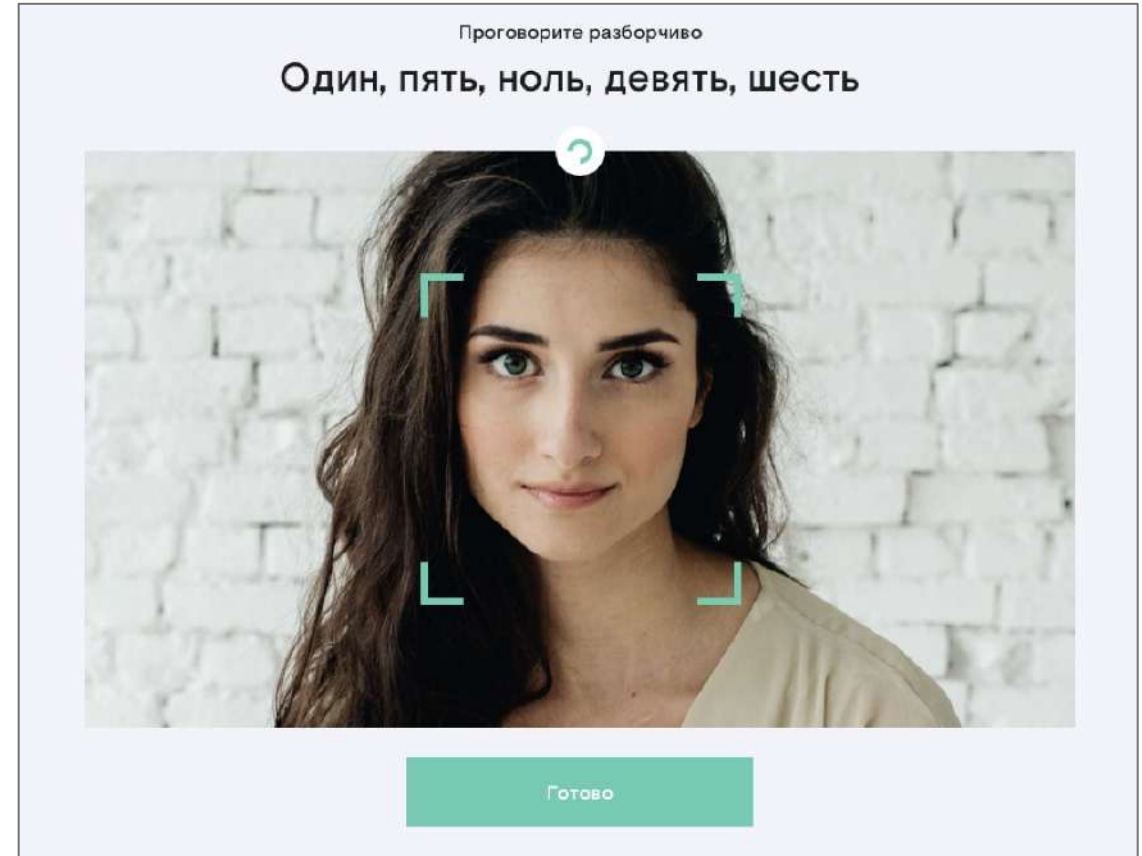 Проговорите разборчиво
Один, пять, ноль, девять, шесть
Готово